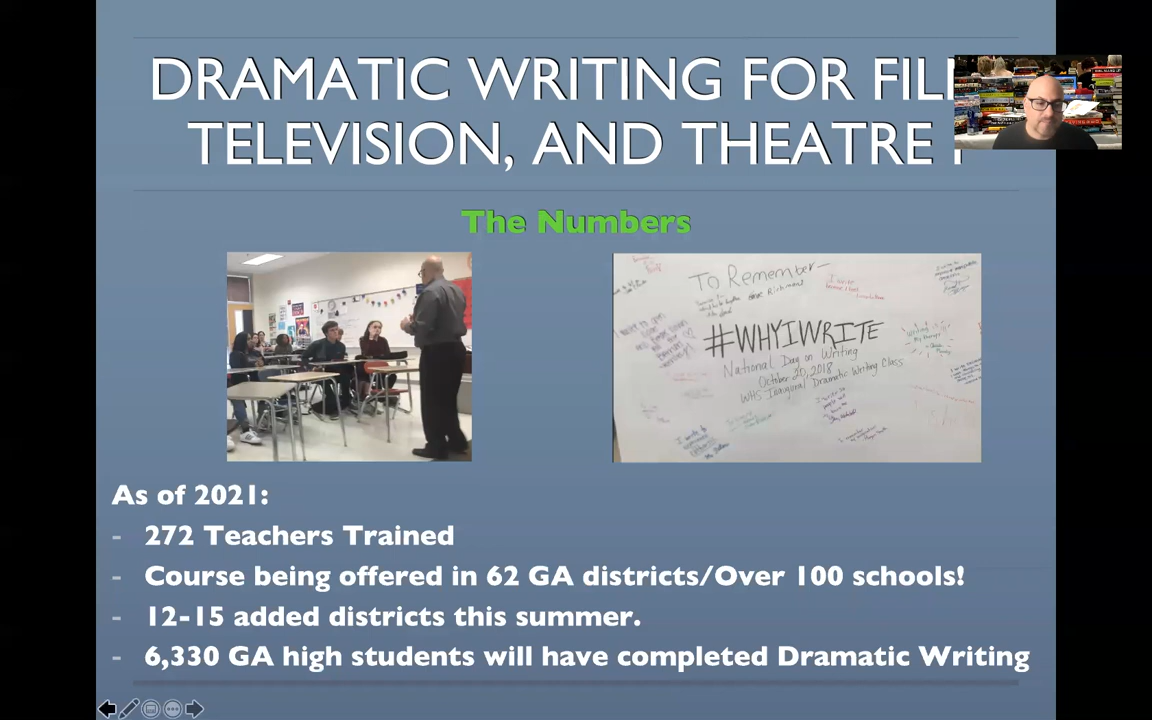 DRAMATIC WRITING FOR FIL
TELEVISION, AND THEATRE
The Numbers
To Remember—
#WHYIWRITE
National Day on Writing
October 20, 2018
WHS Inaugural Dramatic Writing Class
As of 2021:
- 272 Teachers Trained
- Course being offered in 62 GA districts/Over 100 schools!
- 12-15 added districts this summer.
- 6,330 GA high students will have completed Dramatic Writing